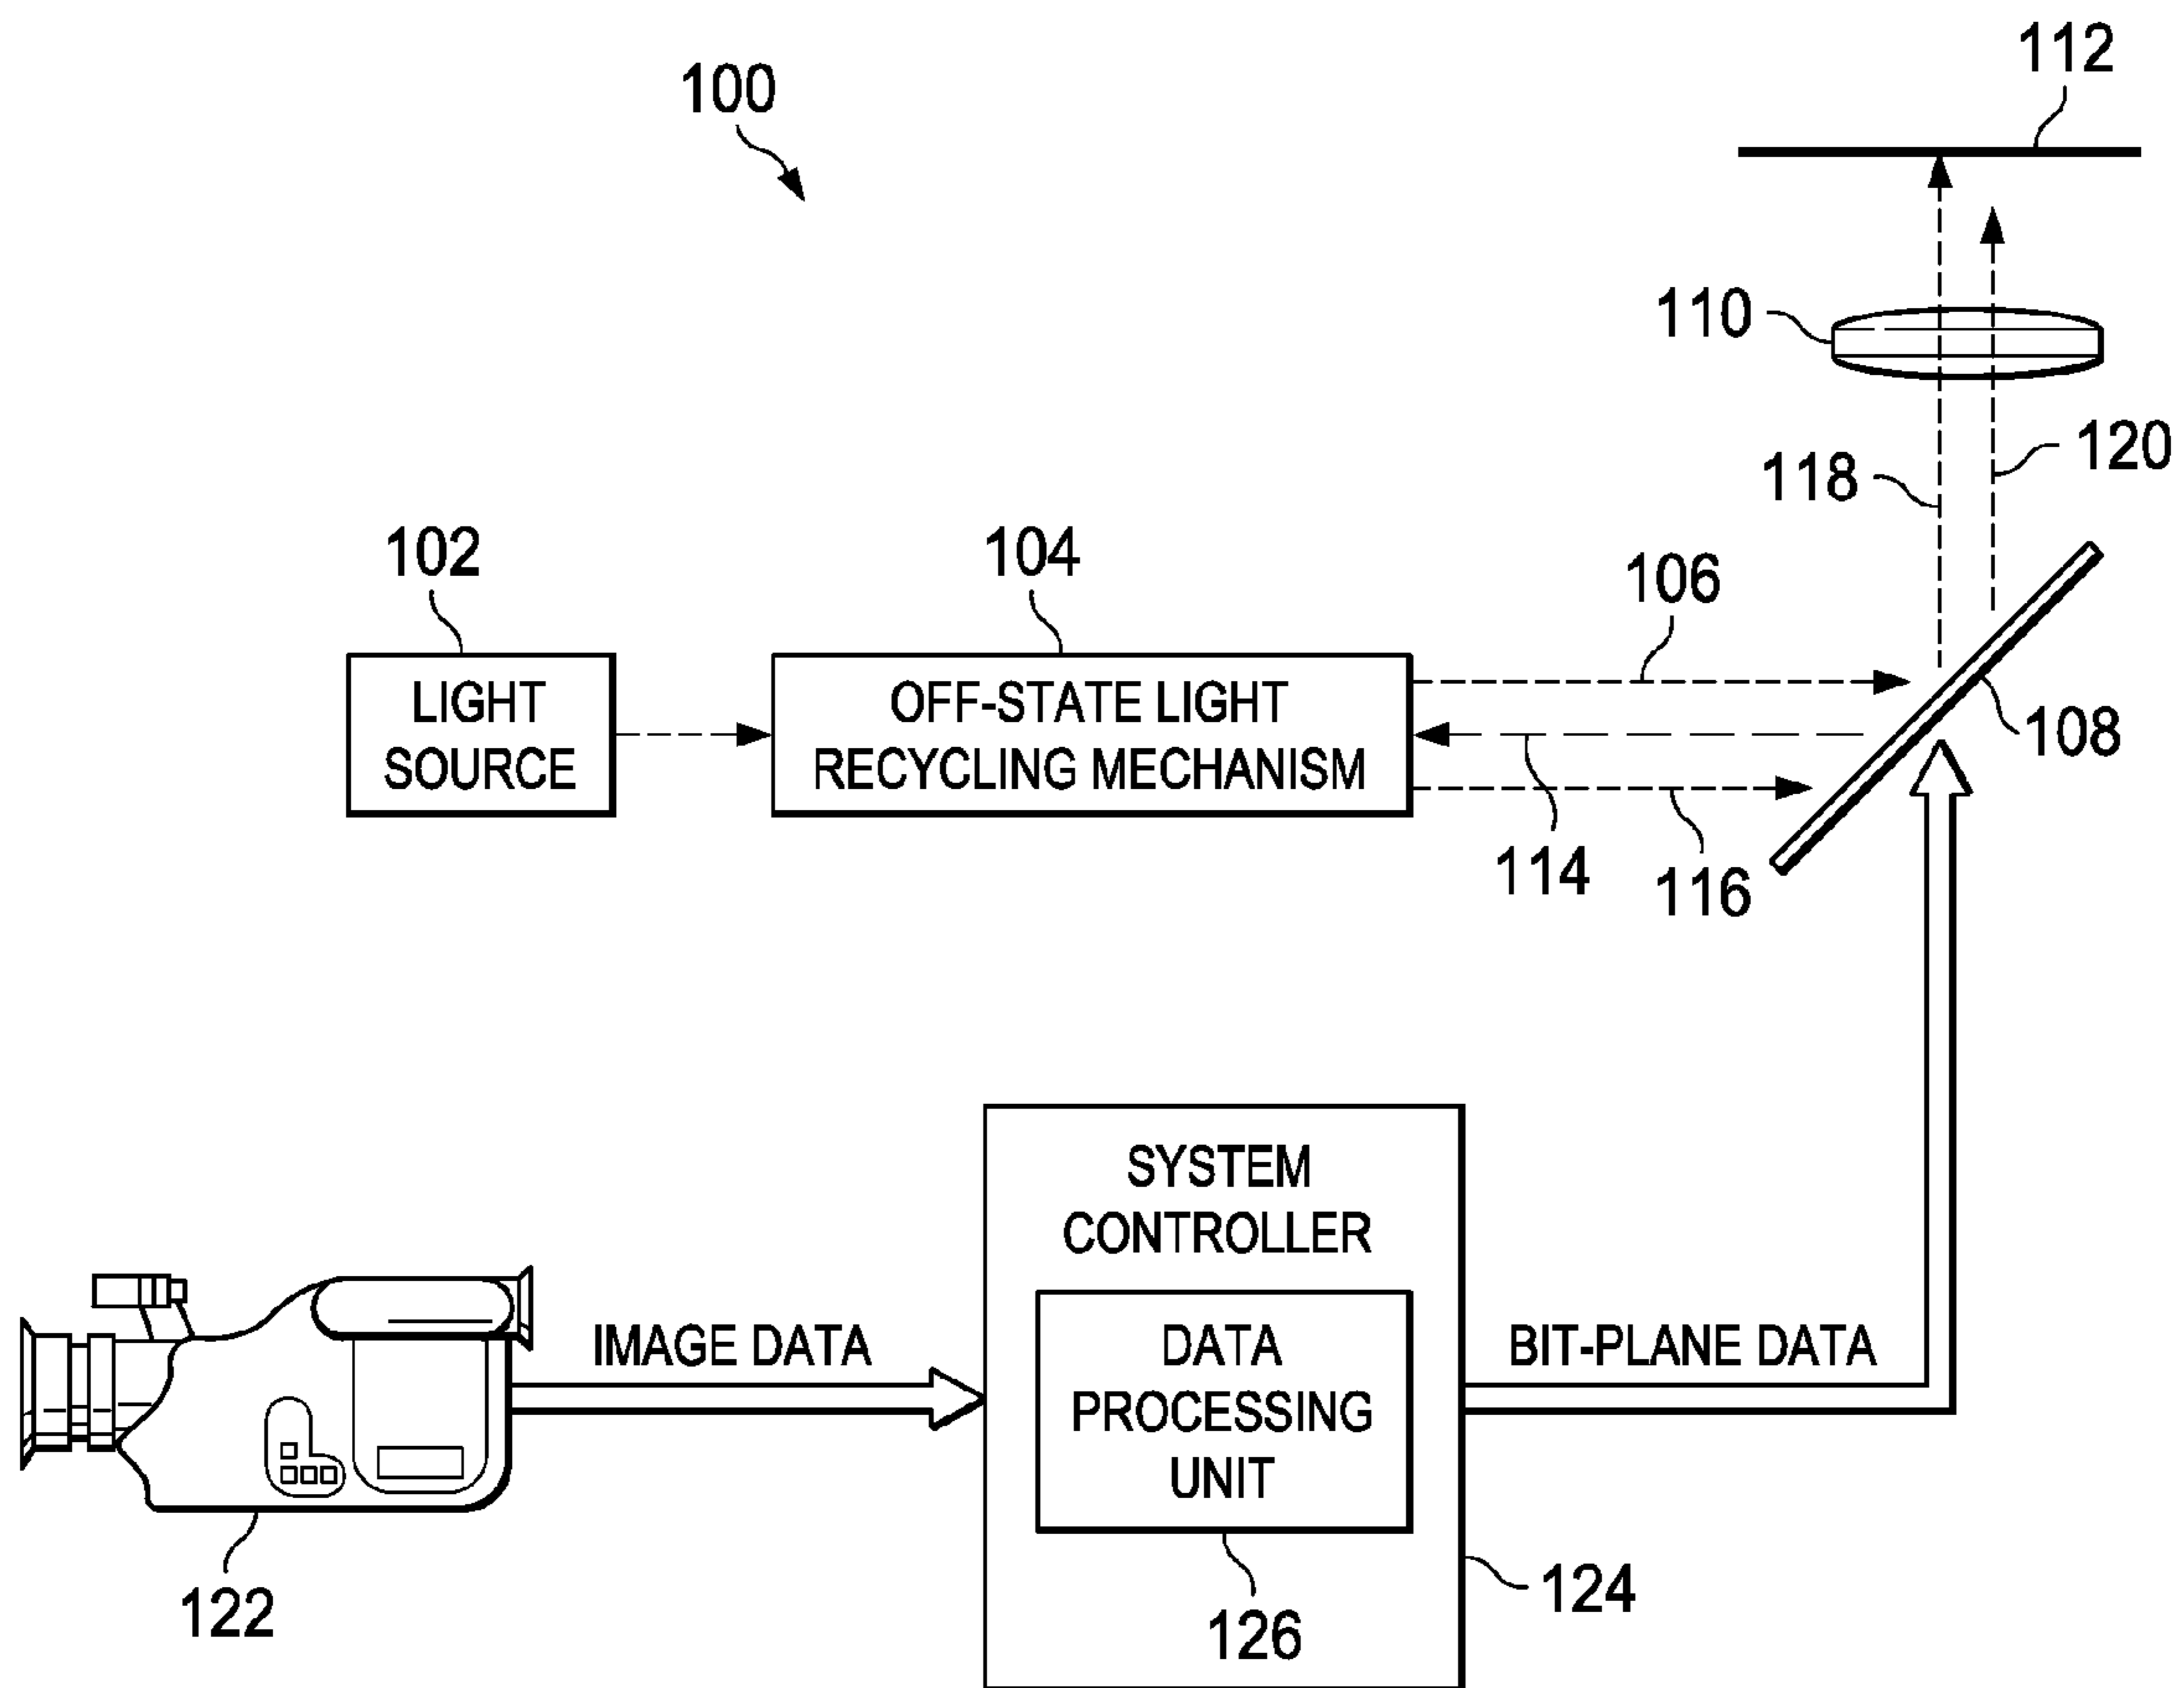 112
100
110
120
118
102
104
106
LIGHT
SOURCE
OFF-STATE LIGHT
RECYCLING MECHANISM
108
114
116
SYSTEM
CONTROLLER
IMAGE DATA
DATA
PROCESSING
UNIT
BIT-PLANE DATA
122
124
126